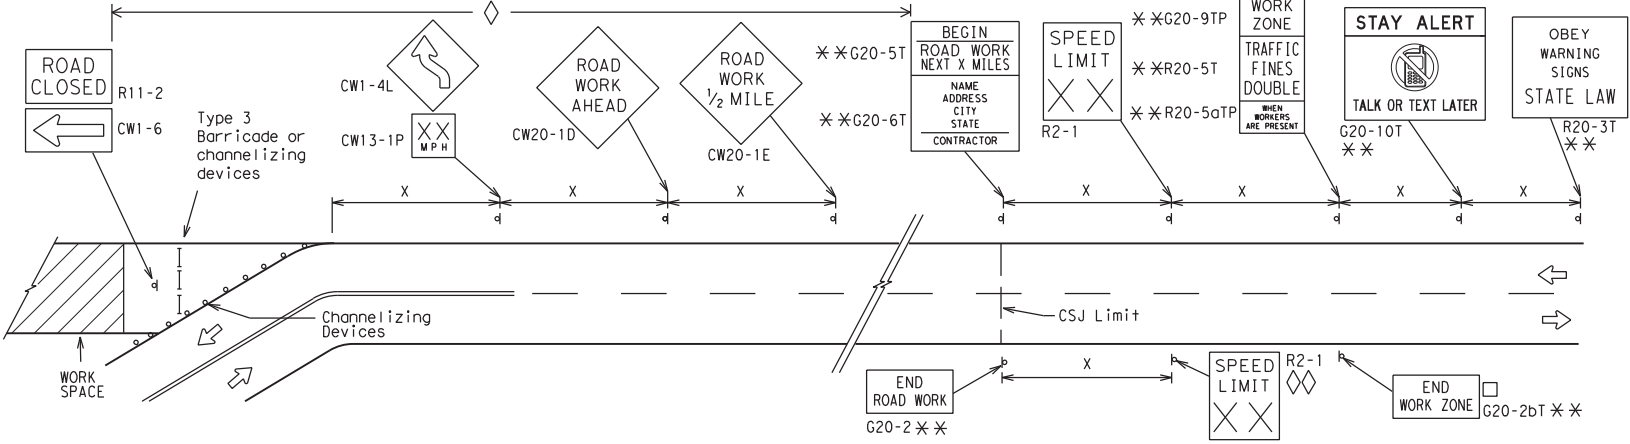 ROAD
CLOSED
R11-2
CW1-6
Type 3
Barricade or
channelizing
devices
CW1-4L
XX
MPH
CW13-1P
ROAD
WORK
AHEAD
CW20-1D
ROAD
WORK
1/2 MILE
CW20-1E
**G20-5T
**G20-6T
BEGIN
ROAD WORK
NEXT X MILES
NAME
ADDRESS
CITY
STATE
CONTRACTOR
SPEED
LIMIT
XX
R2-1
**G20-9TP
**R20-5T
**R20-5aTP
WORK
ZONE
TRAFFIC
FINES
DOUBLE
WHEN
WORKERS
ARE PRESENT
STAY ALERT
TALK OR TEXT LATER
G20-10T
**
OBEY
WARNING
SIGNS
STATE LAW
R20-3T
**
X
X
X
X
X
X
X
Channelizing
Devices
CSJ Limit
WORK
SPACE
END
ROAD WORK
G20-2 **
X
SPEED
LIMIT
XX
R2-1
END
WORK ZONE
G20-2bT **